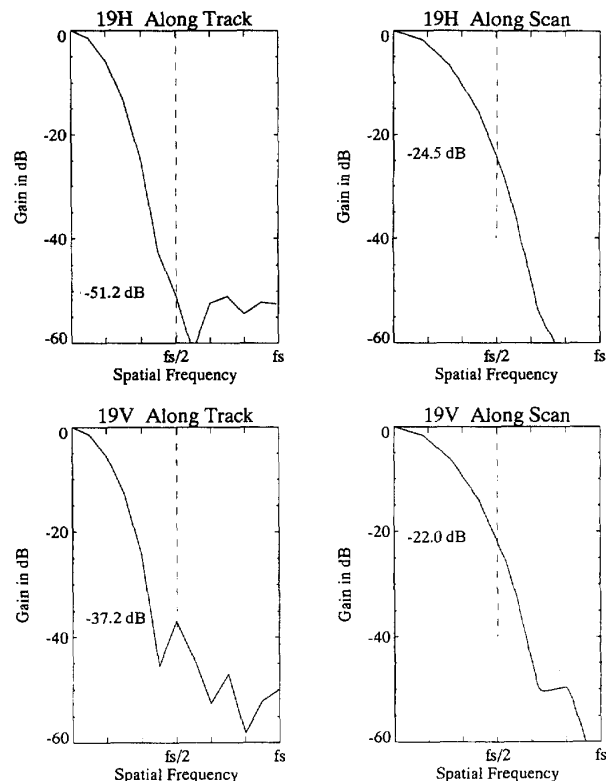 19H Along Track
0
-20
-40
-60
Gain in dB
-51.2 dB
fs/2
fs
Spatial Frequency
19H Along Scan
0
-20
-40
-60
Gain in dB
-24.5 dB
fs/2
fs
Spatial Frequency
19V Along Track
0
-20
-40
-60
Gain in dB
-37.2 dB
fs/2
fs
Spatial Frequency
19V Along Scan
0
-20
-40
-60
Gain in dB
-22.0 dB
fs/2
fs
Spatial Frequency